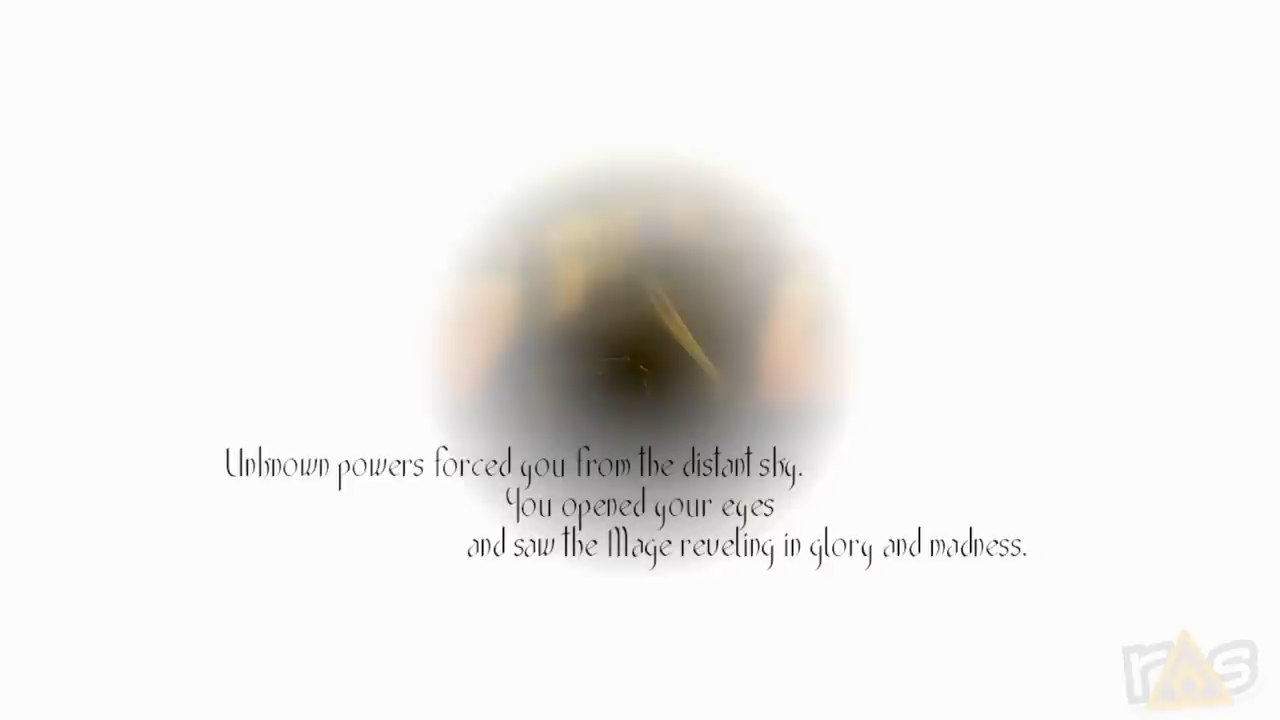 Unknown powers forced you from the distant sky.
You opened your eyes
and saw the Mage reveling in glory and madness.
ras